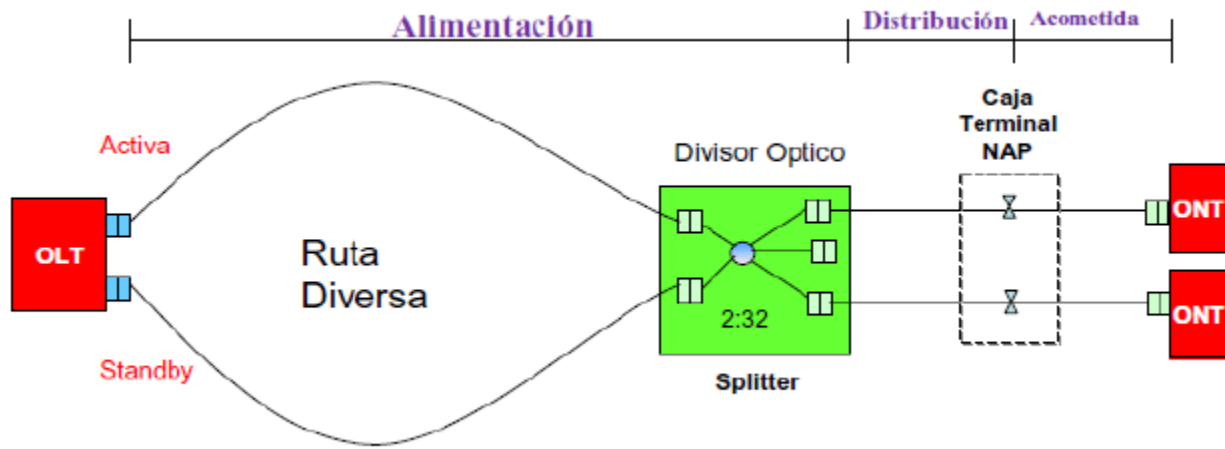 Alimentación
Distribución
Acometida
Activa
Caja
Terminal
NAP
Divisor Optico
OLT
Ruta
Diversa
ONT
2:32
ONT
Standby
Splitter